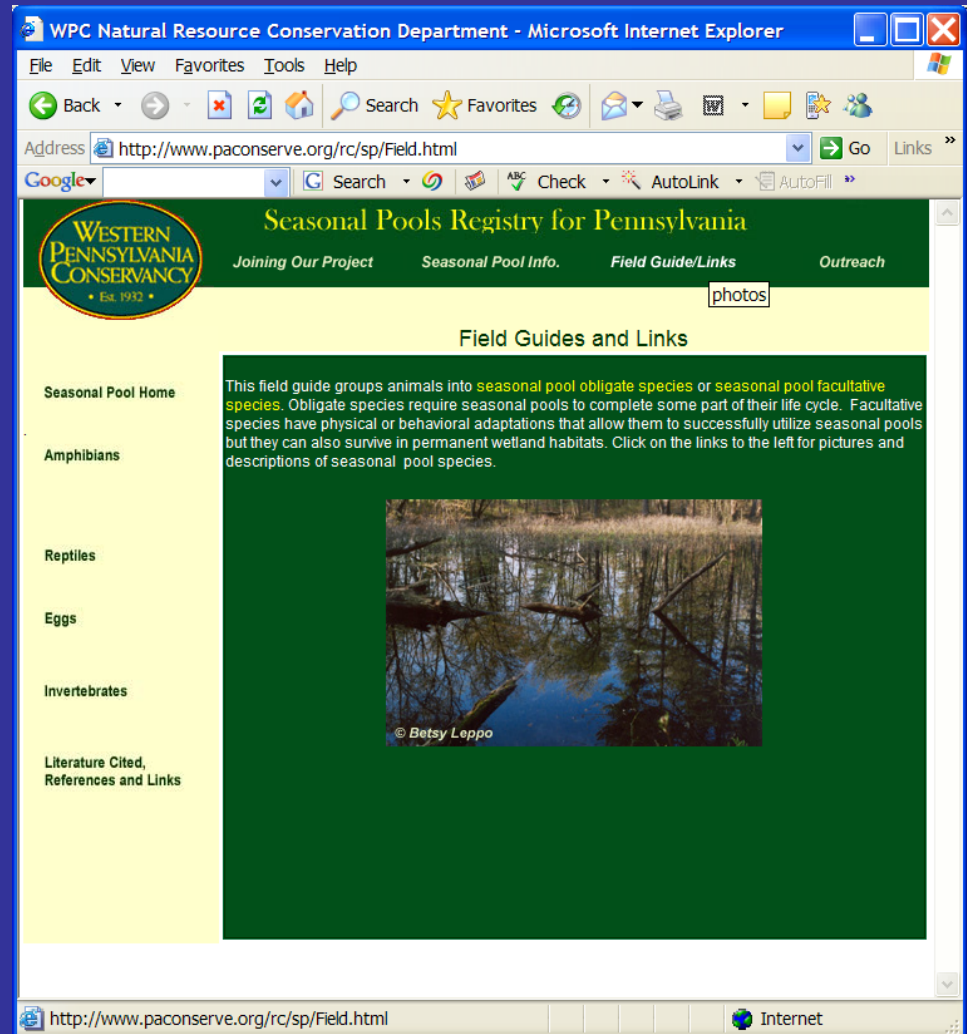 WPC Natural Resource Conservation Department - Microsoft Internet Explorer
File Edit View Favorites Tools Help
Back Search Favorites
Address http://www.paconserve.org/rc/sp/Field.html Go Links »
Google Search ABC Check AutoLink AutoFill »
WESTERN
PENNSYLVANIA
CONSERVANCY
• Est. 1932 •
Seasonal Pools Registry for Pennsylvania
Joining Our Project Seasonal Pool Info. Field Guide/Links Outreach
photos
Field Guides and Links
Seasonal Pool Home
Amphibians
Reptiles
Eggs
Invertebrates
Literature Cited,
References and Links
This field guide groups animals into seasonal pool obligate species or seasonal pool facultative
species. Obligate species require seasonal pools to complete some part of their life cycle. Facultative
species have physical or behavioral adaptations that allow them to successfully utilize seasonal pools
but they can also survive in permanent wetland habitats. Click on the links to the left for pictures and
descriptions of seasonal pool species.
© Betsy Leppo
http://www.paconserve.org/rc/sp/Field.html Internet